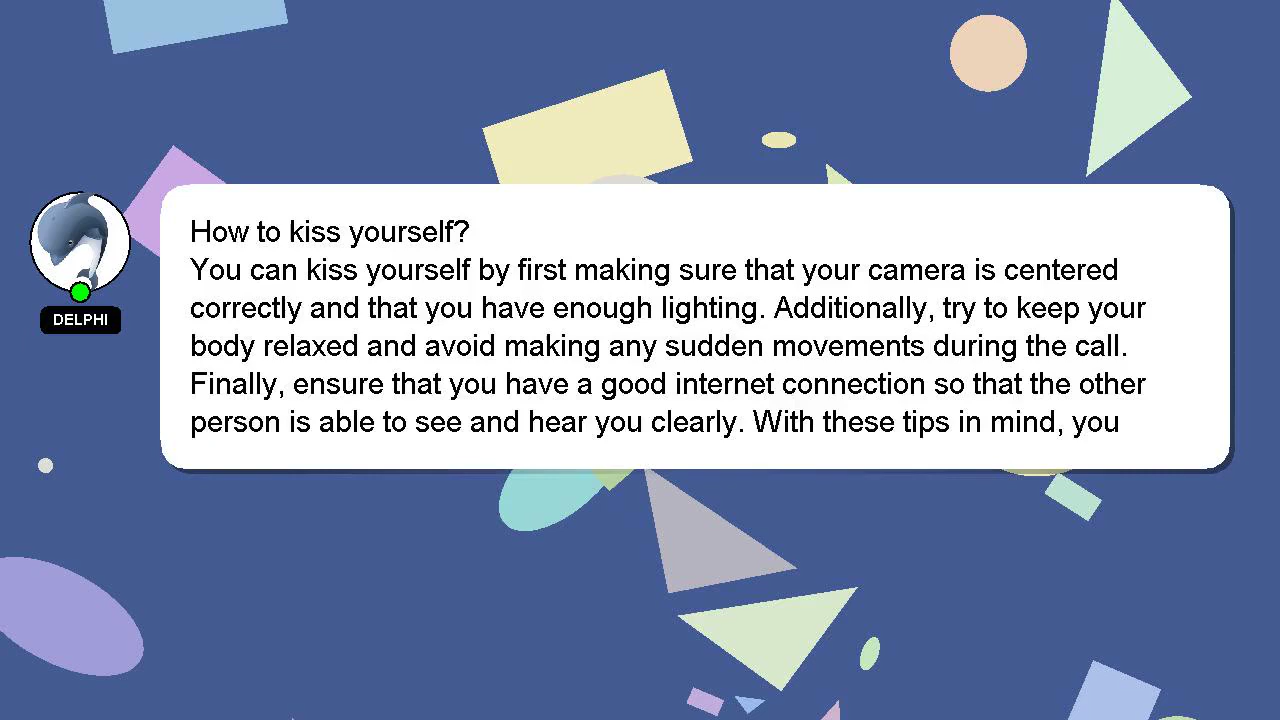 How to kiss yourself?
You can kiss yourself by first making sure that your camera is centered
correctly and that you have enough lighting. Additionally, try to keep your
body relaxed and avoid making any sudden movements during the call.
Finally, ensure that you have a good internet connection so that the other
person is able to see and hear you clearly. With these tips in mind, you
DELPHI